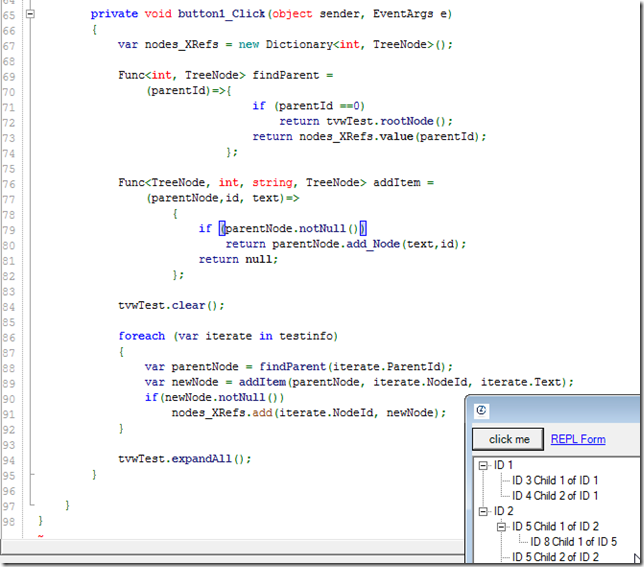 65 private void button1_Click(object sender, EventArgs e)
66 {
67 var nodes_XRefs = new Dictionary<int, TreeNode>();
68
69 Func<int, TreeNode> findParent =
70 (parentId)=>{
71 if (parentId ==0)
72 return tvwTest.rootNode();
73 return nodes_XRefs.value(parentId);
74 };
75
76 Func<TreeNode, int, string, TreeNode> addItem =
77 (parentNode,id, text)=>
78 {
79 if (parentNode.notNull())
80 return parentNode.add_Node(text,id);
81 return null;
82 };
83
84 tvwTest.clear();
85
86 foreach (var iterate in testinfo)
87 {
88 var parentNode = findParent(iterate.ParentId);
89 var newNode = addItem(parentNode, iterate.NodeId, iterate.Text);
90 if(newNode.notNull())
91 nodes_XRefs.add(iterate.NodeId, newNode);
92 }
93
94 tvwTest.expandAll();
95 }
96
97 }
98 }
~
click me REPL Form
ID 1
ID 3 Child 1 of ID 1
ID 4 Child 2 of ID 1
ID 2
ID 5 Child 1 of ID 2
ID 8 Child 1 of ID 5
ID 5 Child 2 of ID 2